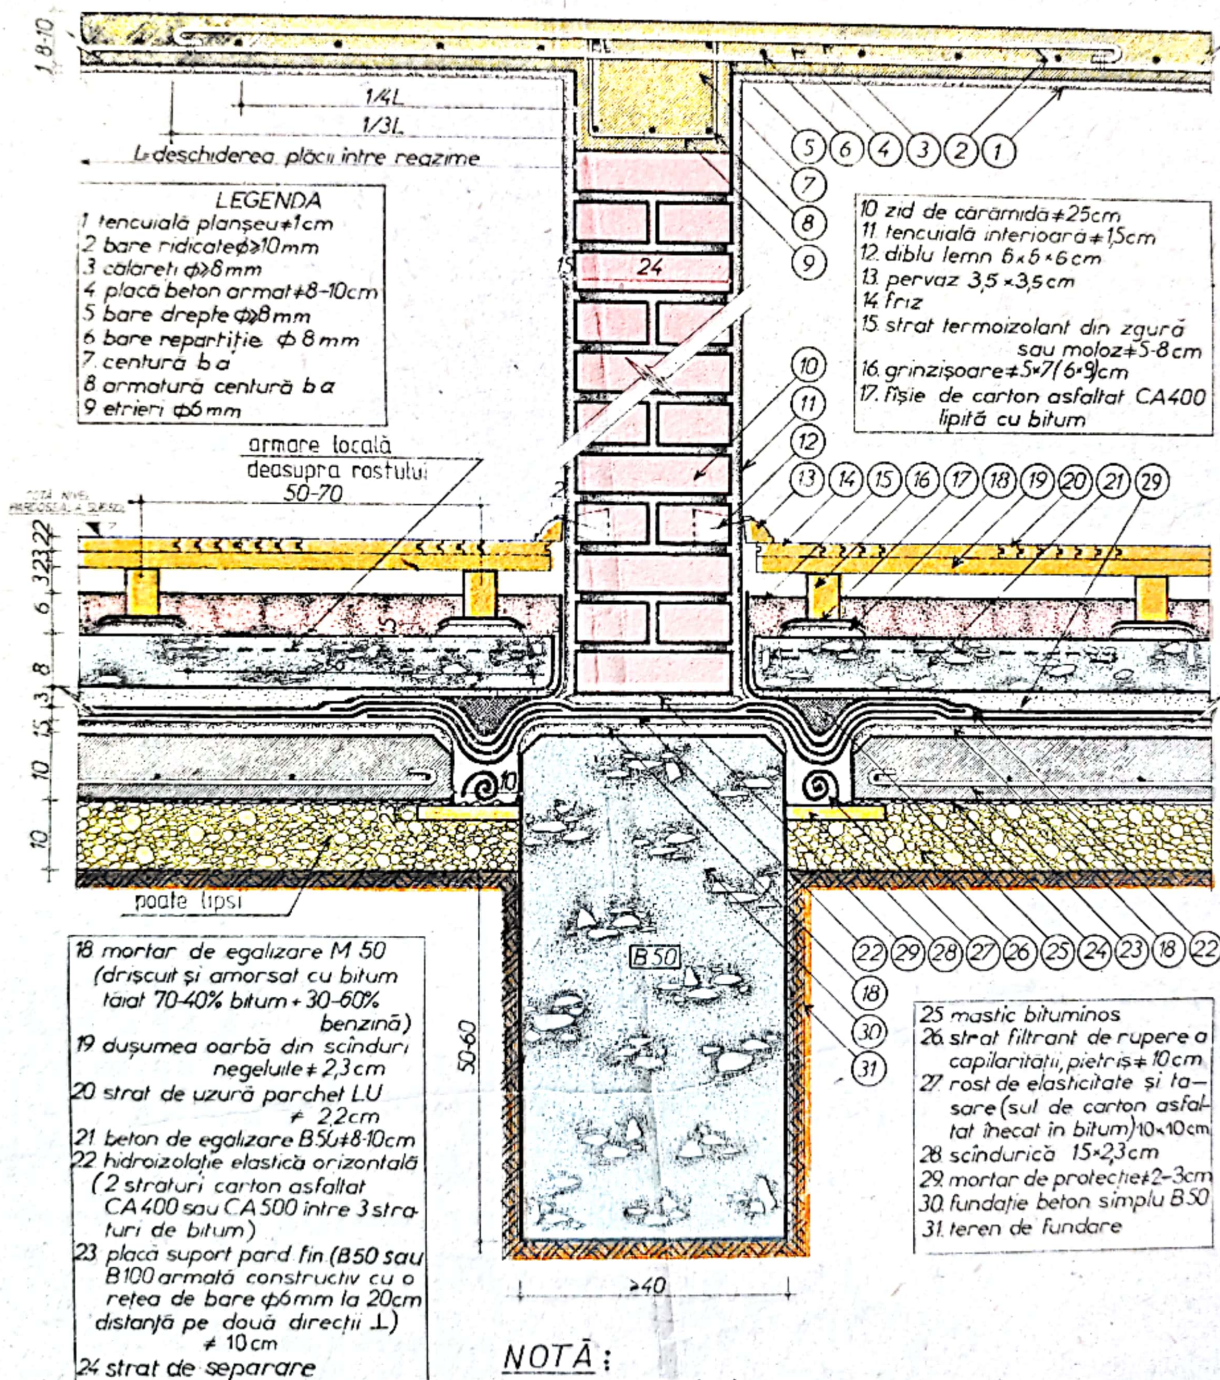 1,8-10
1/4L
1/3L
L=deschiderea plăcii între reazime
5 6 4 3 2 1
7
8
9
LEGENDA
1 tencuială planșeu≠1cm
2 bare ridicate ϕ≥10mm
3 călareti ϕ≥8mm
4 placă beton armat≠8-10cm
5 bare drepte ϕ≥8mm
6 bare repartiție ϕ 8mm
7. centură b a
8 armatură centură b a
9 etrieri ϕ6mm
10 zid de cărămidă≠25cm
11. tencuială interioară≠1,5cm
12. diblu lemn 6×6×6cm
13. pervaz 3,5×3,5cm
14. friz
15. strat termoizolant din zgură
sau moloz≠5-8cm
16. grinzișoare≠5×7(6×9)cm
17. fîșie de carton asfaltat CA400
lipită cu bitum
15
24
10
11
12
armare locală
deasupra rostului
50-70
2
13 14 15 16 17 18 19 20 21 29
22
23
3
6
8
3
15
10
10
15
10
poate lipsi
B50
50-60
≥40
22 29 28 27 26 25 24 23 18 22
18
30
31
18 mortar de egalizare M 50
(drișcuit și amorsat cu bitum
tăiat 70-40% bitum + 30-60%
benzină)
19 dușumea oarbă din scînduri
negeluite≠2,3cm
20 strat de uzură parchet L.U
≠ 2,2cm
21 beton de egalizare B50≠8-10cm
22 hidroizolație elastică orizontală
(2 straturi carton asfaltat
CA400 sau CA500 între 3 stra-
turi de bitum)
23 placă suport pard. fin.(B50 sau
B100 armată constructiv cu o
rețea de bare ϕ6mm la 20cm
distanță pe două direcții ⊥)
≠ 10cm
24 strat de separare
25 mastic bituminos
26. strat filtrant de rupere a
capilarității, pietriș≠10cm
27. rost de elasticitate și ta-
sare (sul de carton asfal-
tat înecat în bitum) 10×10cm
28 scîndurică 15×2,3cm
29. mortar de protecție≠2-3cm
30. fundație beton simplu B50
31. teren de fundare
NOTĂ: